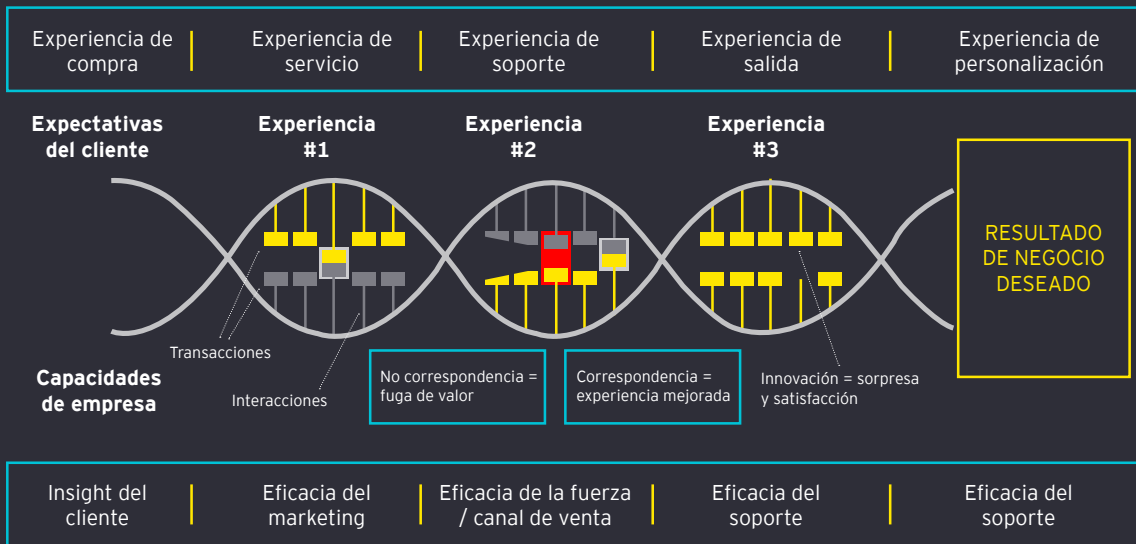 Experiencia de
compra
Experiencia de
servicio
Experiencia de
soporte
Experiencia de
salida
Experiencia de
personalización
Expectativas
del cliente
Experiencia
#1
Experiencia
#2
Experiencia
#3
RESULTADO
DE NEGOCIO
DESEADO
Transacciones
Interacciones
Capacidades
de empresa
No correspondencia =
fuga de valor
Correspondencia =
experiencia mejorada
Innovación = sorpresa
y satisfacción
Insight del
cliente
Eficacia del
marketing
Eficacia de la fuerza
/ canal de venta
Eficacia del
soporte
Eficacia del
soporte